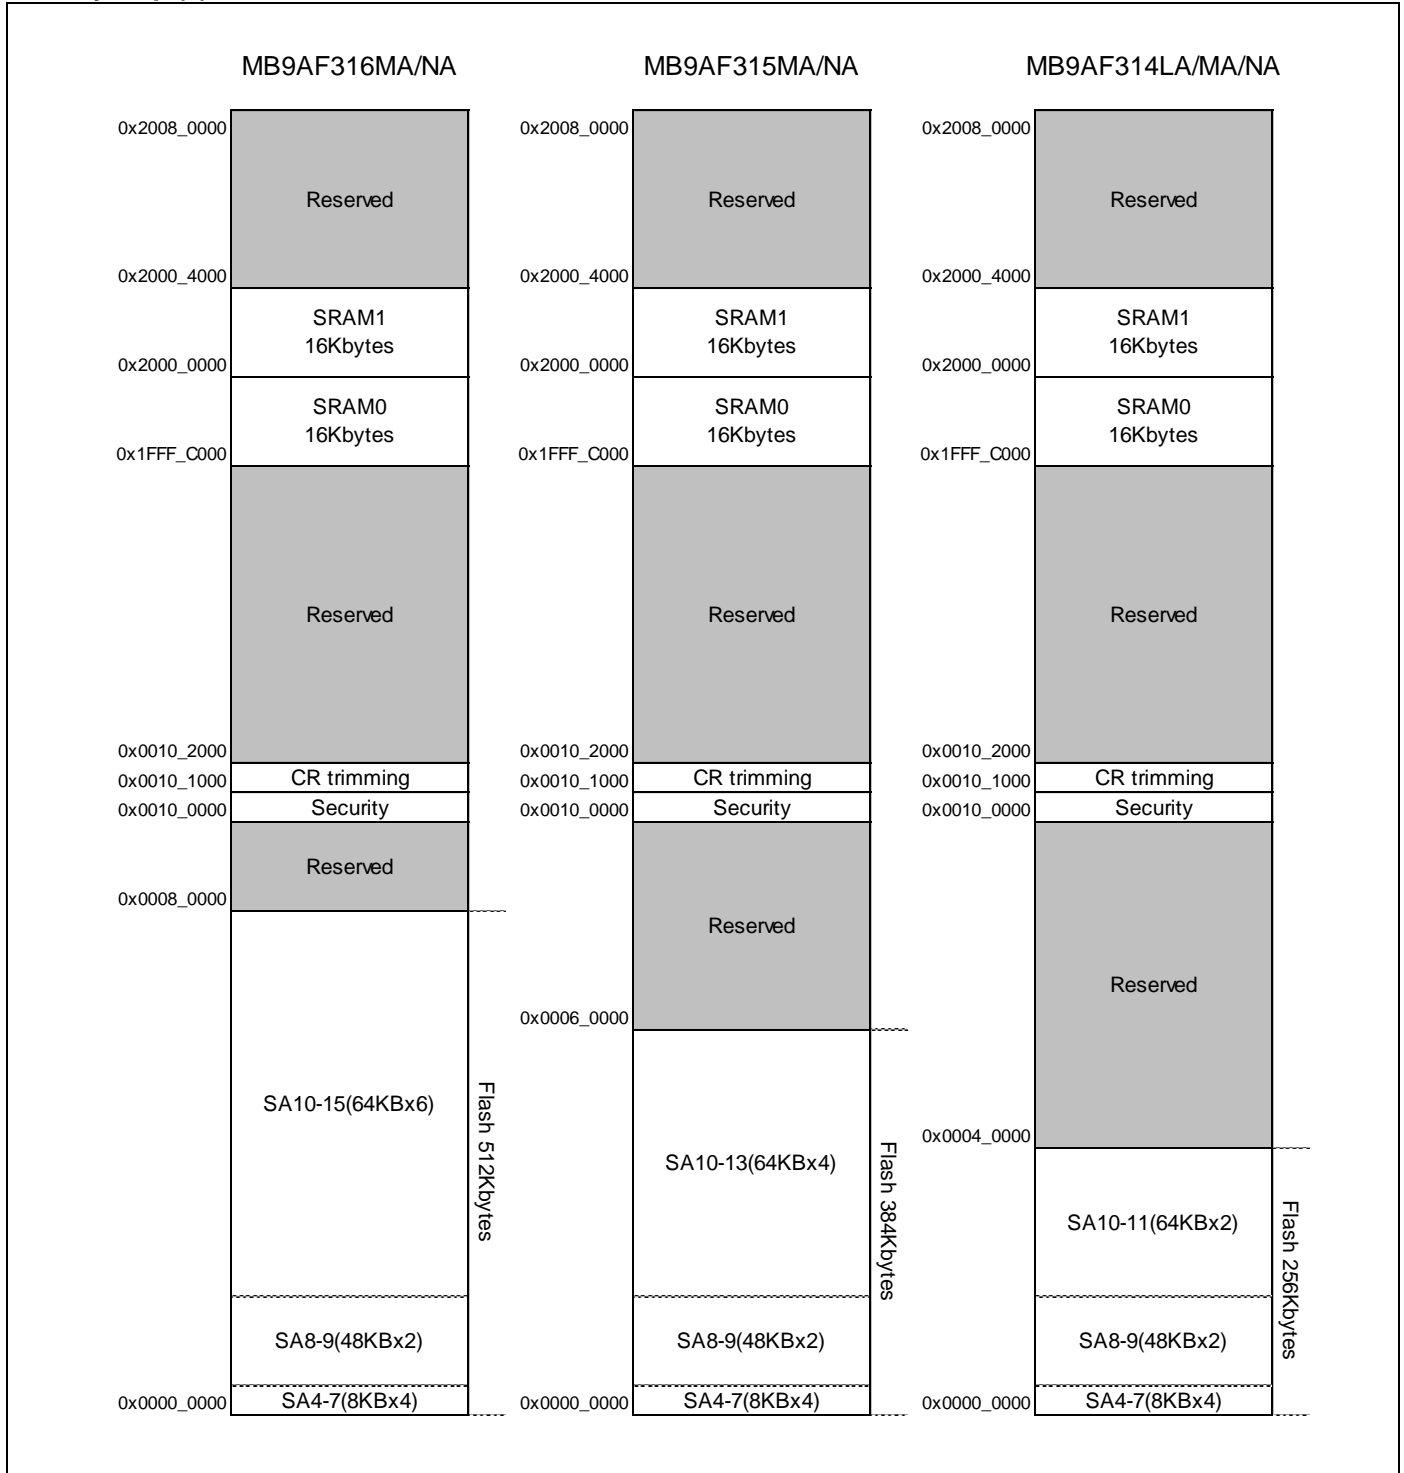 MB9AF316MA/NA
0x2008_0000
Reserved
0x2000_4000
SRAM1
16Kbytes
0x2000_0000
SRAM0
16Kbytes
0x1FFF_C000
Reserved
0x0010_2000
CR trimming
0x0010_1000
Security
0x0010_0000
Reserved
0x0008_0000
SA10-15(64KBx6)
Flash 512Kbytes
SA8-9(48KBx2)
SA4-7(8KBx4)
0x0000_0000
MB9AF315MA/NA
0x2008_0000
Reserved
0x2000_4000
SRAM1
16Kbytes
0x2000_0000
SRAM0
16Kbytes
0x1FFF_C000
Reserved
0x0010_2000
CR trimming
0x0010_1000
Security
0x0010_0000
Reserved
0x0006_0000
SA10-13(64KBx4)
Flash 384Kbytes
SA8-9(48KBx2)
SA4-7(8KBx4)
0x0000_0000
MB9AF314LA/MA/NA
0x2008_0000
Reserved
0x2000_4000
SRAM1
16Kbytes
0x2000_0000
SRAM0
16Kbytes
0x1FFF_C000
Reserved
0x0010_2000
CR trimming
0x0010_1000
Security
0x0010_0000
Reserved
0x0004_0000
SA10-11(64KBx2)
Flash 256Kbytes
SA8-9(48KBx2)
SA4-7(8KBx4)
0x0000_0000